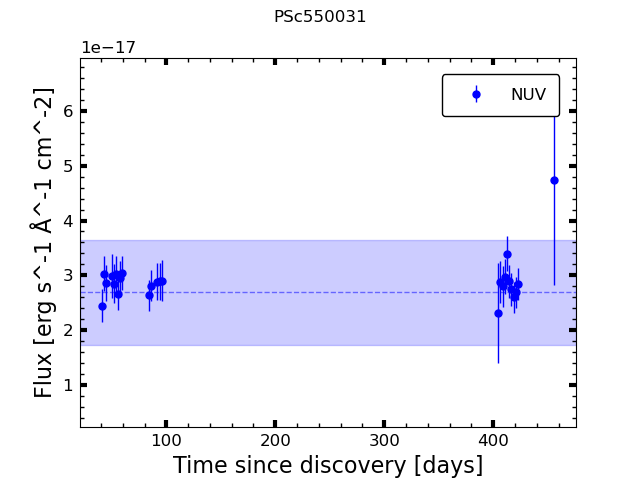 PSc550031
1e−17
NUV
6
5
4
3
2
1
Flux [erg s^-1 Å^-1 cm^-2]
100 200 300 400
Time since discovery [days]